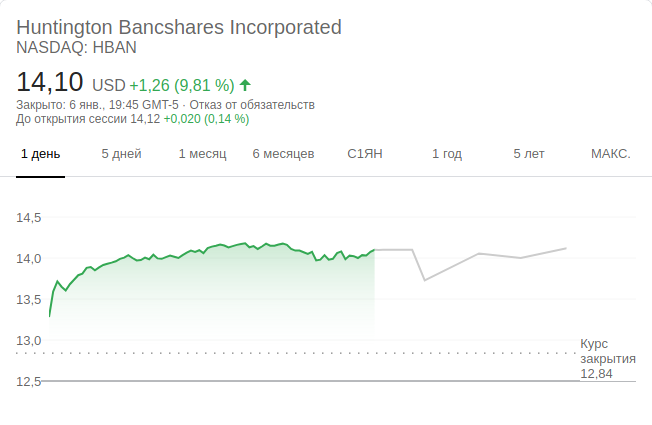 Huntington Bancshares Incorporated
NASDAQ: HBAN
14,10 USD +1,26 (9,81 %)
Закрыто: 6 янв., 19:45 GMT-5 · Отказ от обязательств
До открытия сессии 14,12 +0,020 (0,14 %)
1 день 5 дней 1 месяц 6 месяцев С1ЯН 1 год 5 лет МАКС.
14,5
14,0
13,5
13,0
Курс
закрытия
12,84
12,5